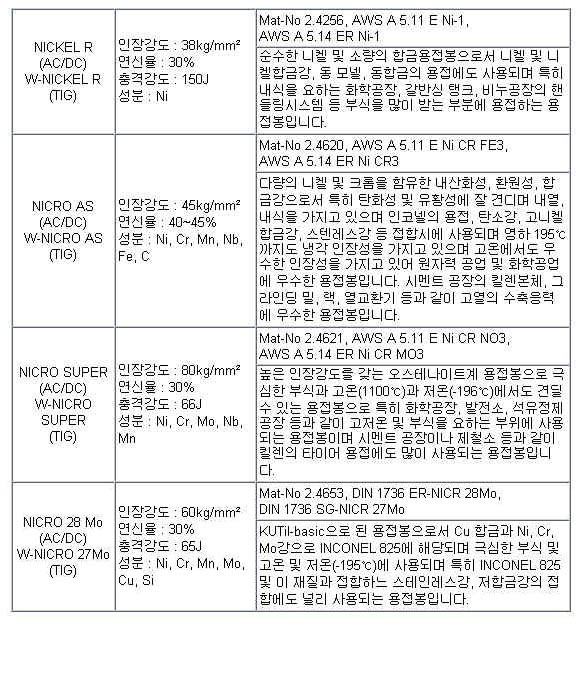 NICKEL R
(AC/DC)
W-NICKEL R
(TIG)
인장강도 : 38kg/mm²
연신율 : 30%
충격강도 : 150J
성분 : Ni
Mat-No 2.4256, AWS A 5.11 E Ni-1,
AWS A 5.14 ER Ni-1
순수한 니켈 및 소량의 합금용접봉으로서 니켈 및 니
켈합금강, 동 모넬, 동합금의 용접에도 사용되며 특히
내식을 요하는 화학공장, 갈반싱 탱크, 비누공장의 핸
들링시스템 등 부식을 많이 받는 부분에 용접하는 용
접봉입니다.
NICRO AS
(AC/DC)
W-NICRO AS
(TIG)
인장강도 : 45kg/mm²
연신율 : 40~45%
성분 : Ni, Cr, Mn, Nb,
Fe, C
Mat-No 2.4620, AWS A 5.11 E Ni CR FE3,
AWS A 5.14 ER Ni CR3
다량의 니켈 및 크롬을 함유한 내산화성, 환원성, 합
금강으로서 특히 탄화성 및 유황성에 잘 견디며 내열,
내식을 가지고 있으며 인코넬의 용접, 탄소강, 고니켈
합금강, 스텐레스강 등 접합시에 사용되며 영하 195℃
까지도 냉각 인장성을 가지고 있으며 고온에서도 우
수한 인장성을 가지고 있어 원자력 공업 및 화학공업
에 우수한 용접봉입니다. 시멘트 공장의 킬렌본체, 그
라인딩 밀, 랙, 열교환기 등과 같이 고열의 수축응력
에 우수한 용접봉입니다.
NICRO SUPER
(AC/DC)
W-NICRO
SUPER
(TIG)
인장강도 : 80kg/mm²
연신율 : 30%
충격강도 : 66J
성분 : Ni, Cr, Mo, Nb,
Mn
Mat-No 2.4621, AWS A 5.11 E Ni CR NO3,
AWS A 5.14 ER Ni CR MO3
높은 인장강도를 갖는 오스테나이트계 용접봉으로 극
심한 부식과 고온(1100℃)과 저온(-196℃)에서도 견딜
수 있는 용접봉으로 특히 화학공장, 발전소, 석유정제
공장 등과 같이 고저온 및 부식을 요하는 부위에 사용
되는 용접봉이며 시멘트 공장이나 제철소 등과 같이
킬렌의 타이어 용접에도 많이 사용되는 용접봉입니
다.
NICRO 28 Mo
(AC/DC)
W-NICRO 27Mo
(TIG)
인장강도 : 60kg/mm²
연신율 : 30%
충격강도 : 65J
성분 : Ni, Cr, Mn, Mo,
Cu, Si
Mat-No 2.4653, DIN 1736 ER-NICR 28Mo,
DIN 1736 SG-NICR 27Mo
KUTil-basic으로 된 용접봉으로서 Cu 합금과 Ni, Cr,
Mo강으로 INCONEL 825에 해당되며 극심한 부식 및
고온 및 저온(-195℃)에 사용되며 특히 INCONEL 825
및 이 재질과 접합하느 스테인레스강, 저합금강의 접
합에도 널리 사용되는 용접봉입니다.